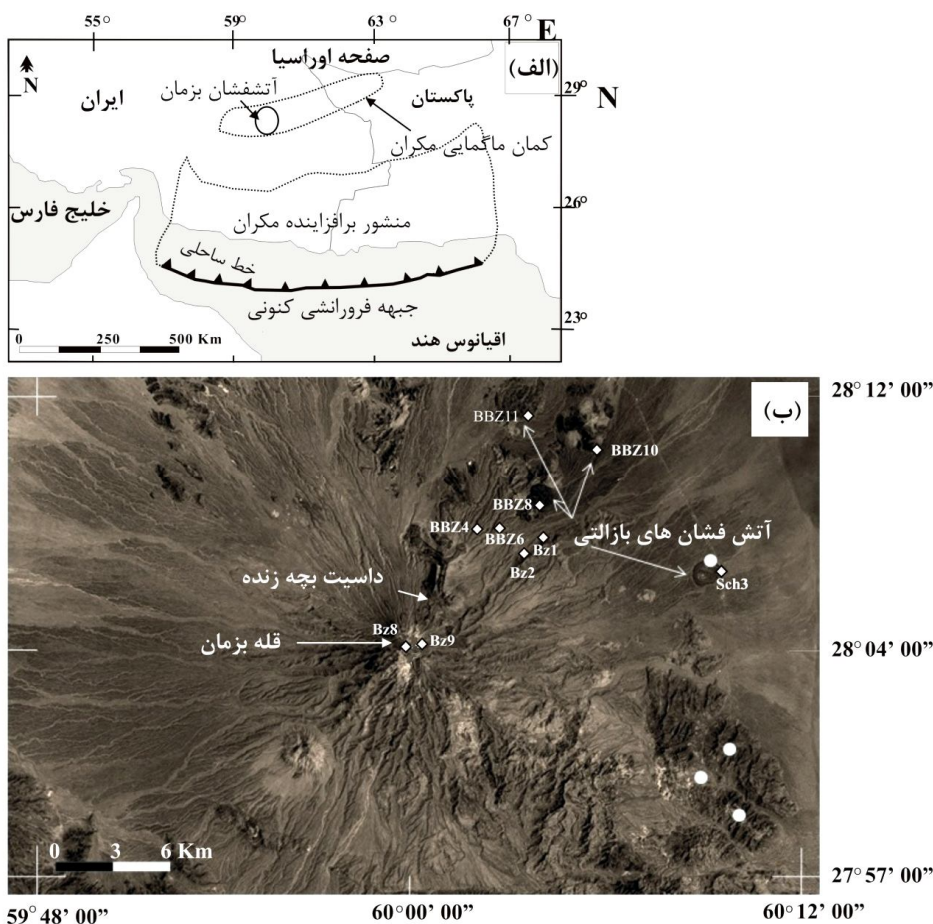 55° 59° 63° 67° E
صفحه اوراسیا
(الف)
N
29°
N
آتشفشان بزمان
ایران
پاکستان
کمان ماگمایی مکران
26°
خلیج فارس
منشور برافزاینده مکران
خط ساحلی
جبهه فرورانشی کنونی
23°
اقیانوس هند
0 250 500 Km
(ب)
28° 12' 00”
BBZ11
BBZ10
BBZ8
BBZ4
BBZ6
Bz1
آتش فشان های بازالتی
Bz2
Sch3
داسیت بچه زنده
Bz8
Bz9
قله بزمان
28° 04' 00”
0 3 6 Km
27° 57' 00”
59° 48' 00” 60° 00' 00” 60° 12' 00”